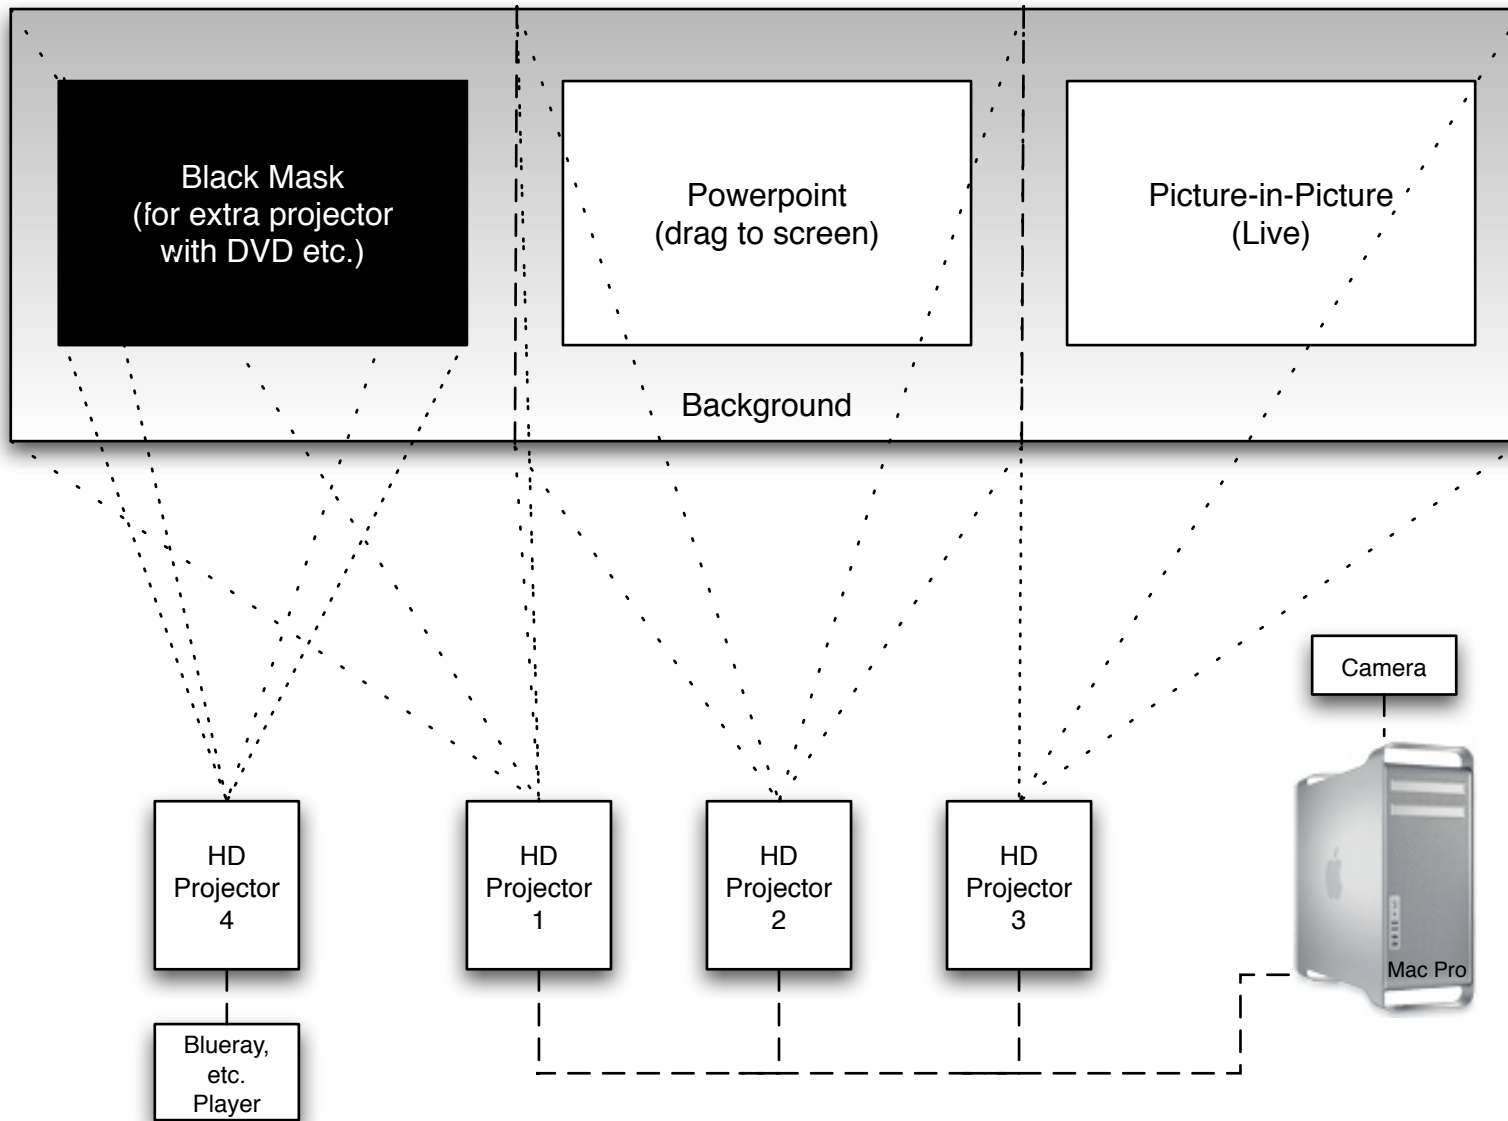 Black Mask
(for extra projector
with DVD etc.)
Powerpoint
(drag to screen)
Picture-in-Picture
(Live)
Background
Camera
HD
Projector
4
HD
Projector
1
HD
Projector
2
HD
Projector
3
Mac Pro
Blueray,
etc.
Player